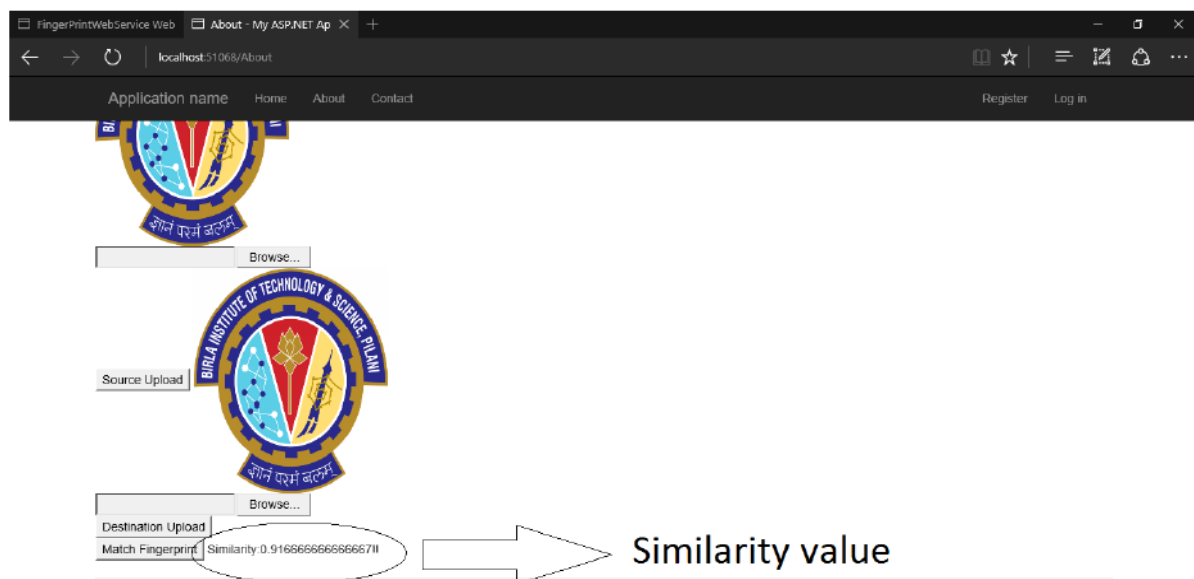 FingerPrintWebService Web
About - My ASP.NET Ap
localhost:51068/About
Application name Home About Contact Register Log in
ज्ञानं परमं बलम्
Browse...
BIRLA INSTITUTE OF TECHNOLOGY & SCIENCE, PILANI
Source Upload
ज्ञानं परमं बलम्
Browse...
Destination Upload
Match Fingerprint Similarity:0.916666666666667!!
Similarity value